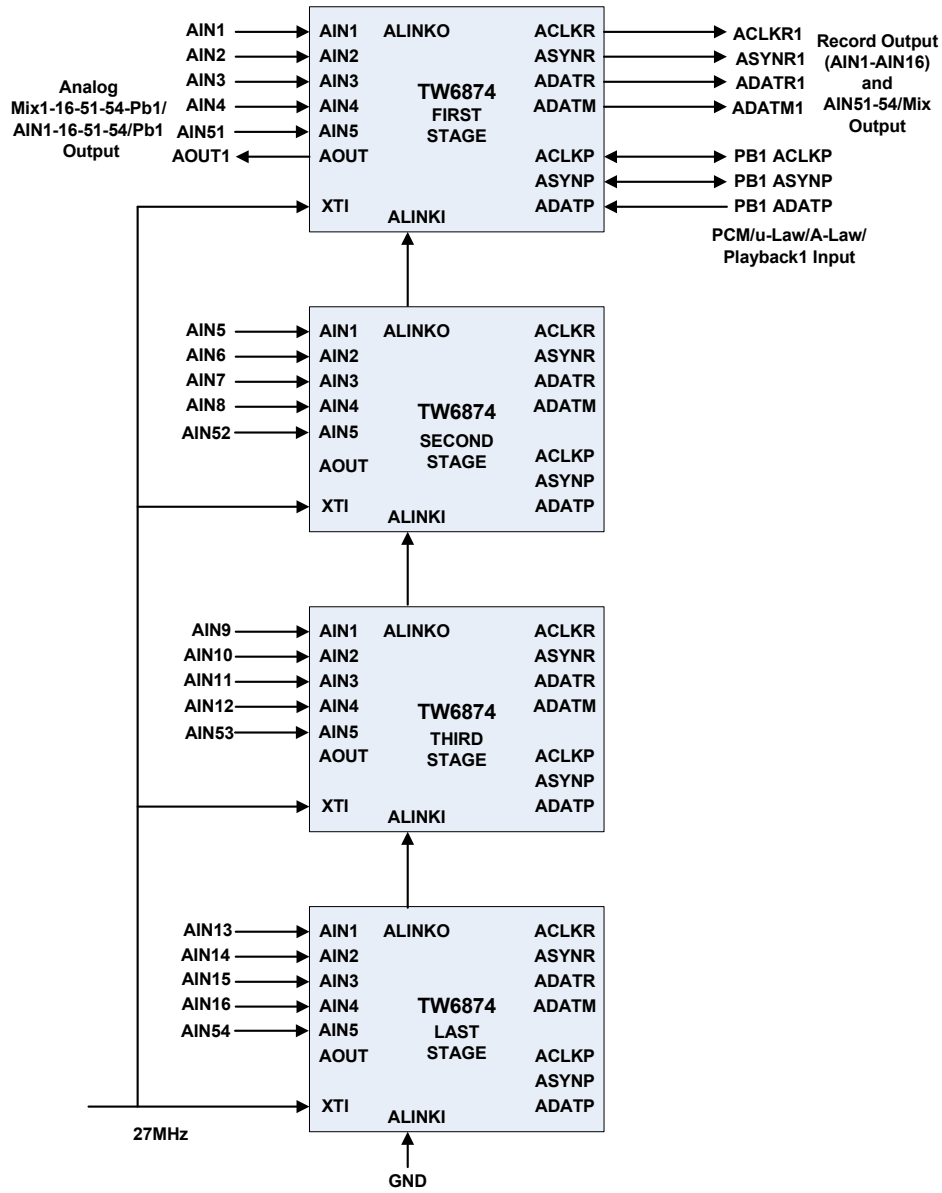 AIN1 AIN1 ALINKO ACLKR ACLKR1
AIN2 AIN2 ASYNR ASYNR1
AIN3 AIN3 ADATR ADATR1
AIN4 AIN4 ADATM ADATM1
AIN51 AIN5
AOUT1 AOUT ACLKP PB1 ACLKP
ASYNP PB1 ASYNP
XTI ADATP PB1 ADATP
ALINKI
TW6874
FIRST
STAGE
Analog
Mix1-16-51-54-Pb1/
AIN1-16-51-54/Pb1
Output
Record Output
(AIN1-AIN16)
and
AIN51-54/Mix
Output
PCM/u-Law/A-Law/
Playback1 Input
AIN5 AIN1 ALINKO ACLKR
AIN6 AIN2 ASYNR
AIN7 AIN3 ADATR
AIN8 AIN4 ADATM
AIN52 AIN5
TW6874
SECOND
STAGE
AOUT ACLKP
ASYNP
XTI ADATP
ALINKI
AIN9 AIN1 ALINKO ACLKR
AIN10 AIN2 ASYNR
AIN11 AIN3 ADATR
AIN12 AIN4 ADATM
AIN53 AIN5
TW6874
THIRD
STAGE
AOUT ACLKP
ASYNP
XTI ADATP
ALINKI
AIN13 AIN1 ALINKO ACLKR
AIN14 AIN2 ASYNR
AIN15 AIN3 ADATR
AIN16 AIN4 ADATM
AIN54 AIN5
TW6874
LAST
STAGE
AOUT ACLKP
ASYNP
XTI ADATP
ALINKI
27MHz
GND